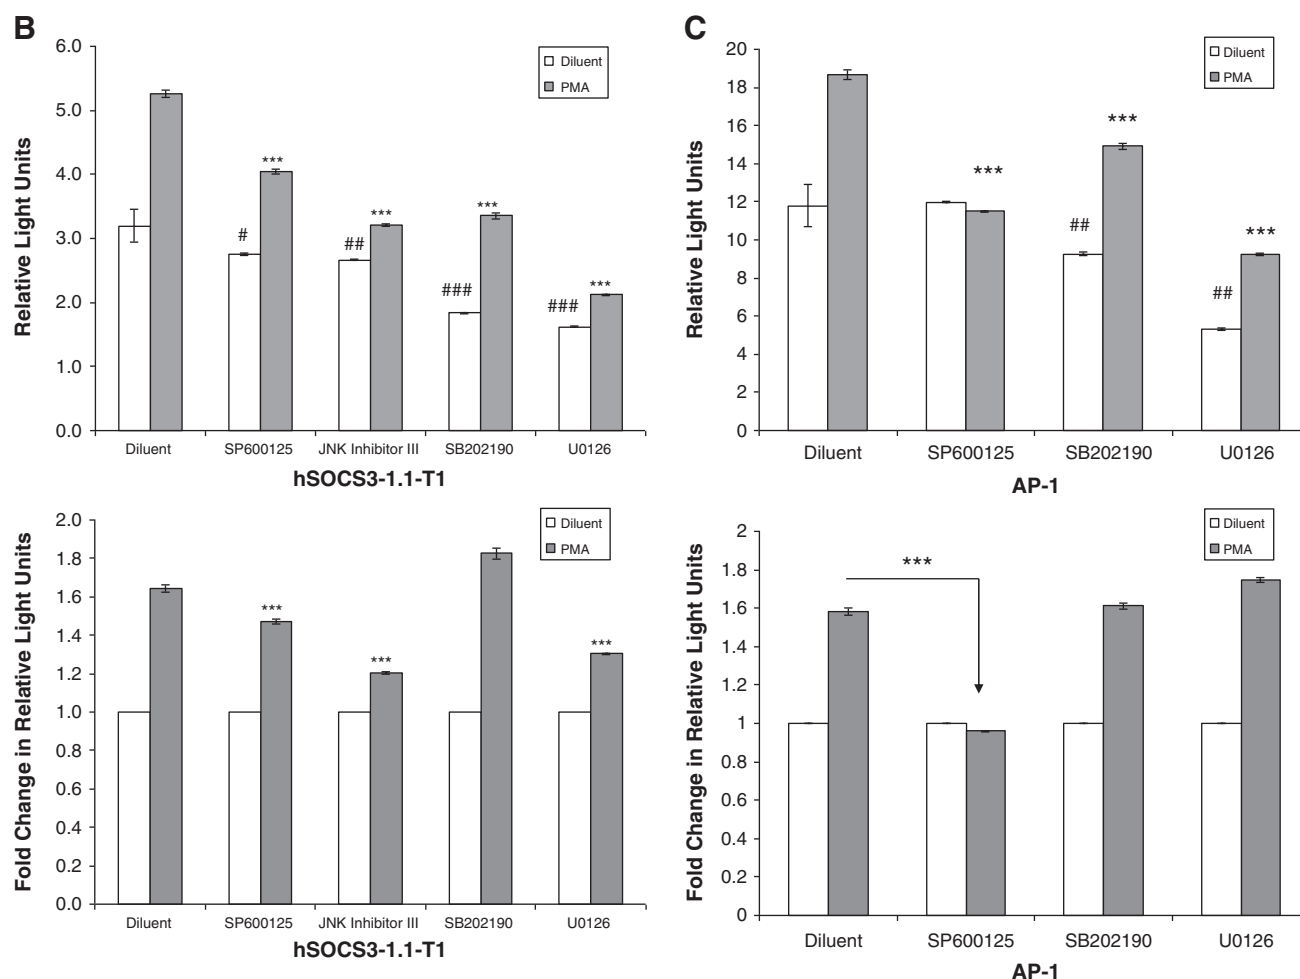 B
Relative Light Units
6.0
5.0
4.0
3.0
2.0
1.0
0.0
Diluent
PMA
***
***
***
***
#
##
###
###
Diluent SP600125 JNK Inhibitor III SB202190 U0126
hSOCS3-1.1-T1
Fold Change in Relative Light Units
2.0
1.8
1.6
1.4
1.2
1.0
0.8
0.6
0.4
0.2
0.0
Diluent
PMA
***
***
***
Diluent SP600125 JNK Inhibitor III SB202190 U0126
hSOCS3-1.1-T1
C
Relative Light Units
20
18
16
14
12
10
8
6
4
2
0
Diluent
PMA
***
***
***
##
##
Diluent SP600125 SB202190 U0126
AP-1
Fold Change in Relative Light Units
2
1.8
1.6
1.4
1.2
1
0.8
0.6
0.4
0.2
0
Diluent
PMA
***
Diluent SP600125 SB202190 U0126
AP-1